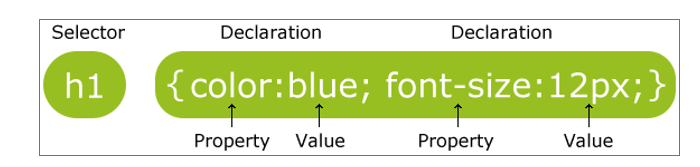 Selector Declaration Declaration
h1 {color:blue; font-size:12px;}
Property Value Property Value